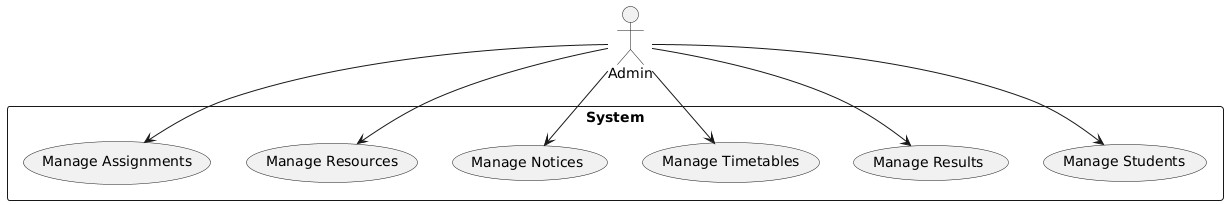 Admin
System
Manage Assignments
Manage Resources
Manage Notices
Manage Timetables
Manage Results
Manage Students